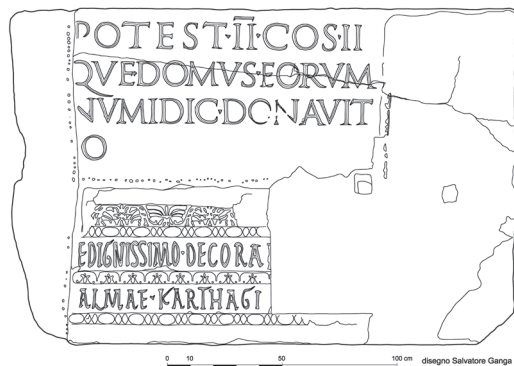 POTEST·II·COS·II
QVE·DOMVS·EORVM
NVMIDIC·DONAVIT
O
EDIGNISSIMO·DECORA
ALMAE·KARTHAGI
0 10 50 100 cm
disegno Salvatore Ganga